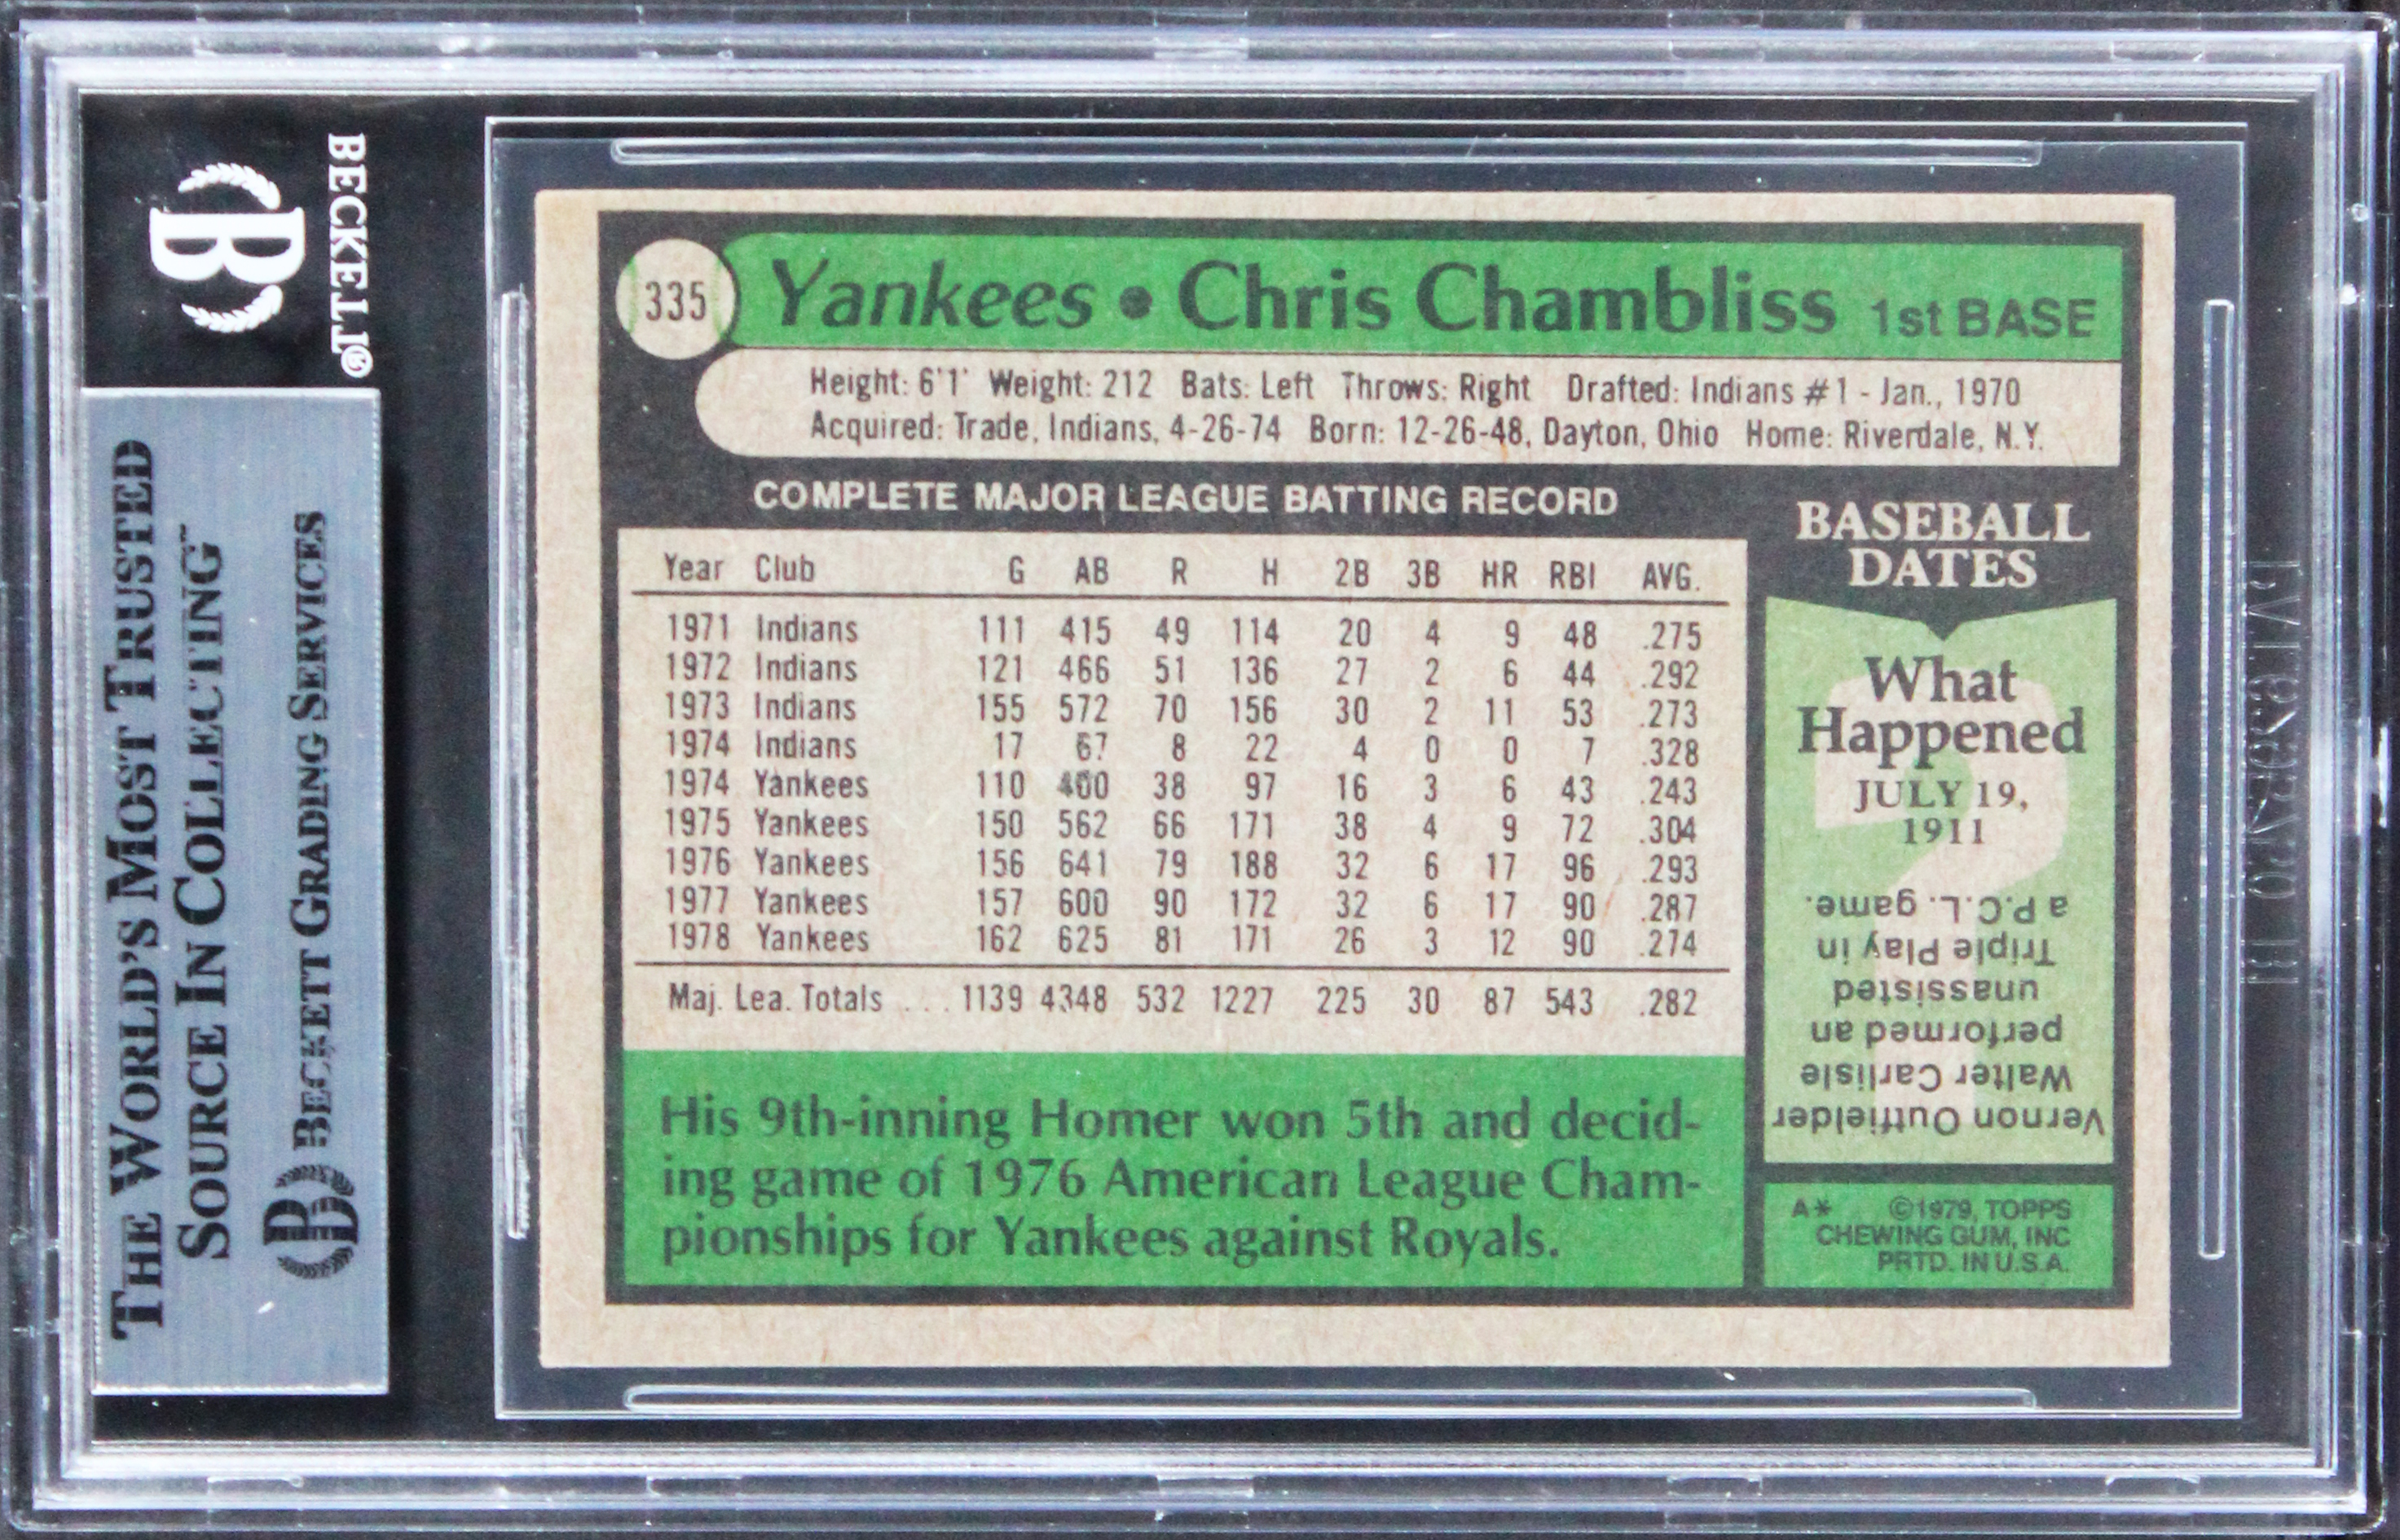 BECKETT®
THE WORLD'S MOST TRUSTED
SOURCE IN COLLECTING™
BECKETT GRADING SERVICES
335
Yankees • Chris Chambliss 1st BASE
Height: 6'1" Weight: 212 Bats: Left Throws: Right Drafted: Indians #1 - Jan., 1970
Acquired: Trade, Indians, 4-26-74 Born: 12-26-48, Dayton, Ohio Home: Riverdale, N.Y.
COMPLETE MAJOR LEAGUE BATTING RECORD
Year Club G AB R H 2B 3B HR RBI AVG.
1971 Indians 111 415 49 114 20 4 9 48 .275
1972 Indians 121 466 51 136 27 2 6 44 .292
1973 Indians 155 572 70 156 30 2 11 53 .273
1974 Indians 17 67 8 22 4 0 0 7 .328
1974 Yankees 110 400 38 97 16 3 6 43 .243
1975 Yankees 150 562 66 171 38 4 9 72 .304
1976 Yankees 156 641 79 188 32 6 17 96 .293
1977 Yankees 157 600 90 172 32 6 17 90 .287
1978 Yankees 162 625 81 171 26 3 12 90 .274
Maj. Lea. Totals ... 1139 4348 532 1227 225 30 87 543 .282
His 9th-inning Homer won 5th and decid-
ing game of 1976 American League Cham-
pionships for Yankees against Royals.
BASEBALL
DATES
What
Happened
JULY 19,
1911
Vernon Outfielder
Walter Carlisle
performed an
unassisted
Triple Play in
a P.C.L. game.
A* ©1979, TOPPS
CHEWING GUM, INC
PRTD. IN U.S.A.